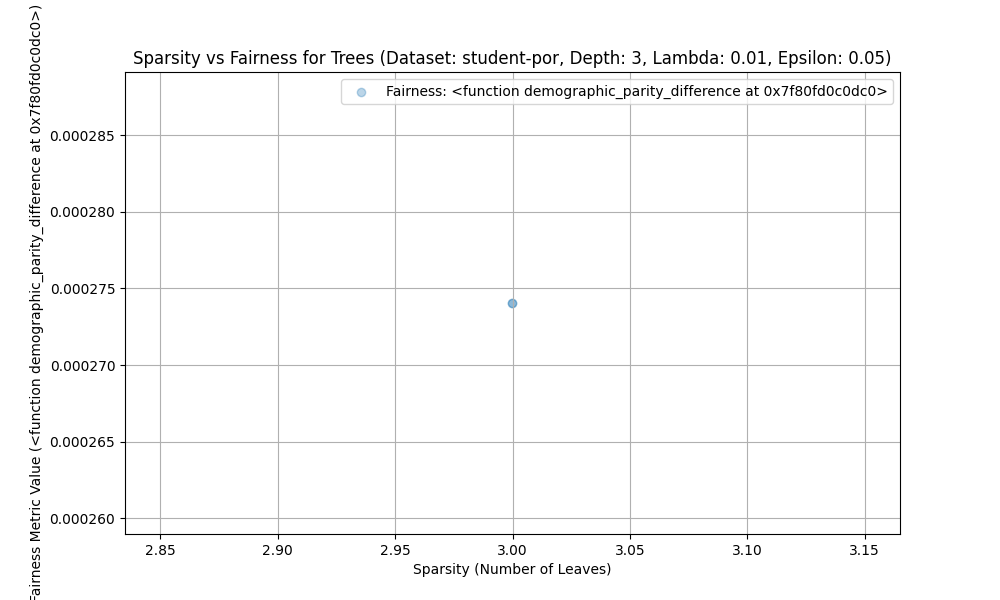 Sparsity vs Fairness for Trees (Dataset: student-por, Depth: 3, Lambda: 0.01, Epsilon: 0.05)
Fairness: <function demographic_parity_difference at 0x7f80fd0c0dc0>
Fairness Metric Value (<function demographic_parity_difference at 0x7f80fd0c0dc0>)
0.000285
0.000280
0.000275
0.000270
0.000265
0.000260
2.85 2.90 2.95 3.00 3.05 3.10 3.15
Sparsity (Number of Leaves)